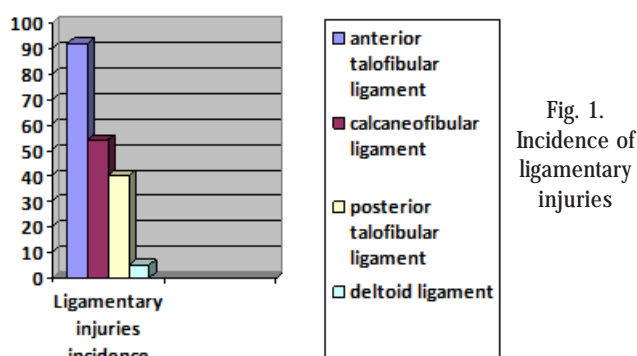 100
90
80
70
60
50
40
30
20
10
0
Ligamentary
injuries
incidence
anterior
talofibular
ligament
calcaneofibular
ligament
posterior
talofibular
ligament
deltoid ligament
Fig. 1.
Incidence of
ligamentary
injuries